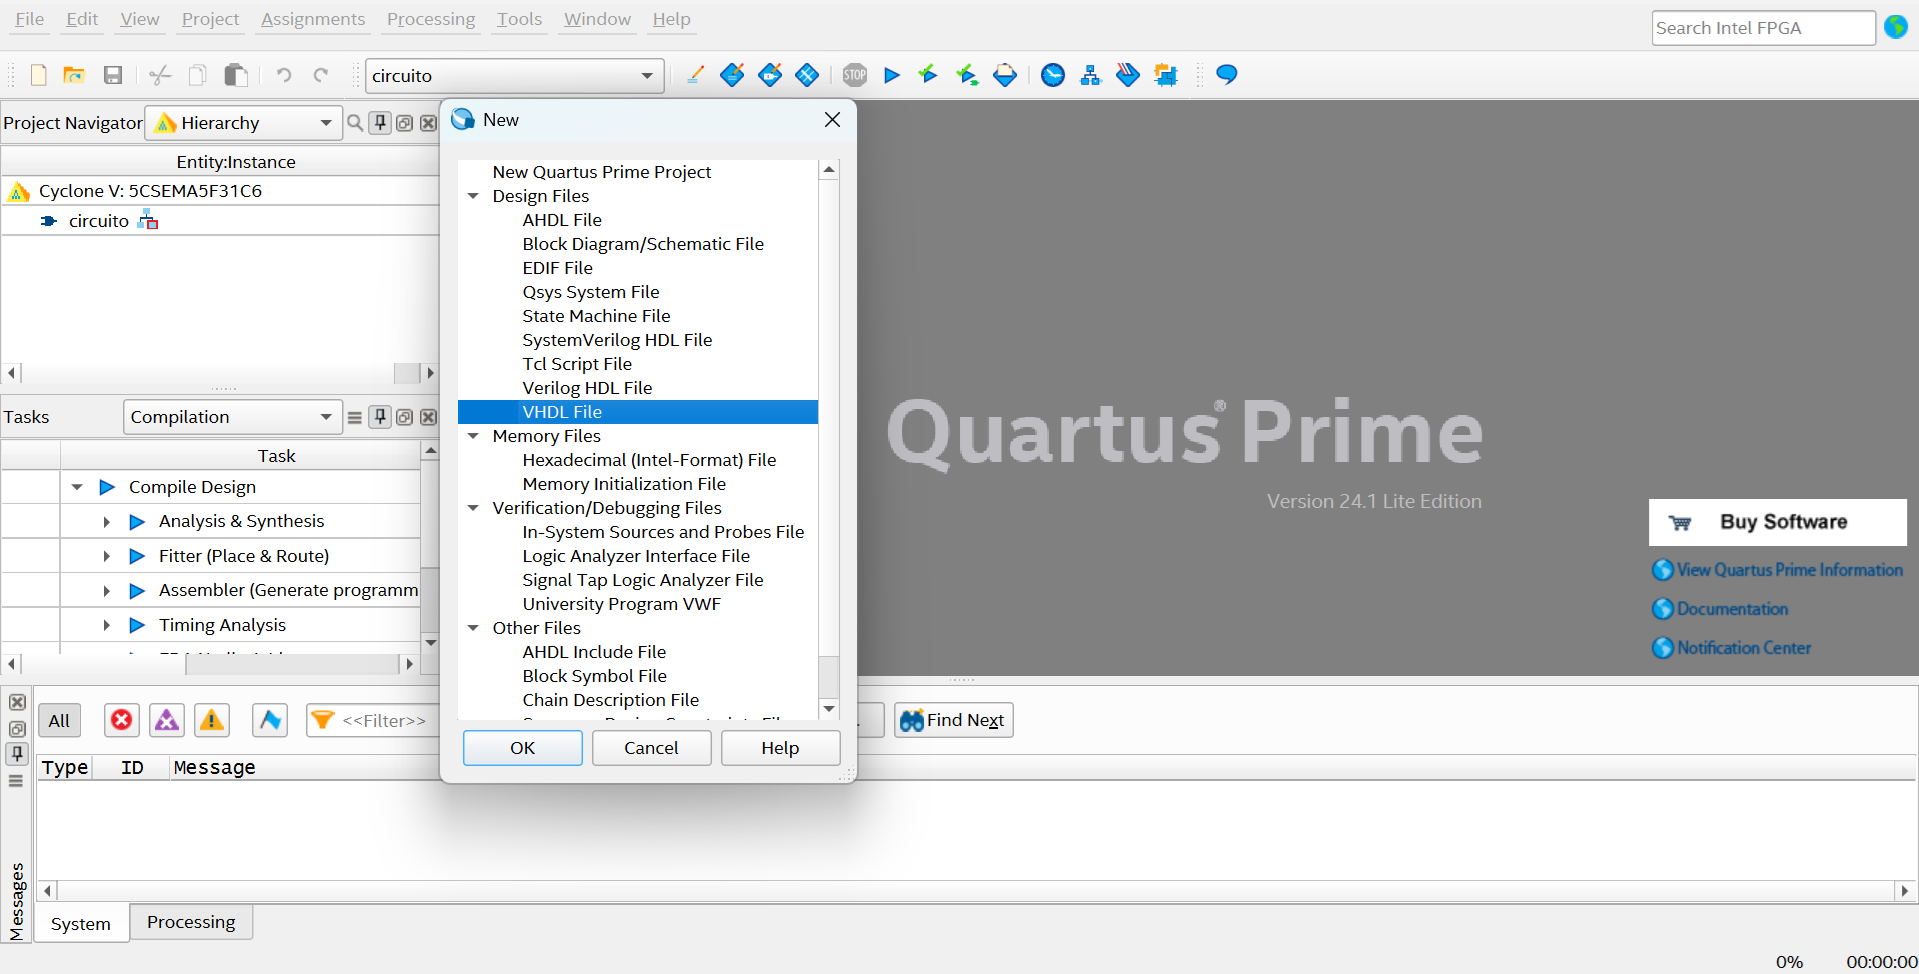 File Edit View Project Assignments Processing Tools Window Help
Search Intel FPGA
circuito
STOP
Project Navigator Hierarchy
Entity:Instance
Cyclone V: 5CSEMA5F31C6
circuito
Tasks Compilation
Task
Compile Design
Analysis & Synthesis
Fitter (Place & Route)
Assembler (Generate programm
Timing Analysis
New
New Quartus Prime Project
Design Files
AHDL File
Block Diagram/Schematic File
EDIF File
Qsys System File
State Machine File
SystemVerilog HDL File
Tcl Script File
Verilog HDL File
VHDL File
Memory Files
Hexadecimal (Intel-Format) File
Memory Initialization File
Verification/Debugging Files
In-System Sources and Probes File
Logic Analyzer Interface File
Signal Tap Logic Analyzer File
University Program VWF
Other Files
AHDL Include File
Block Symbol File
Chain Description File
OK Cancel Help
Quartus® Prime
Version 24.1 Lite Edition
Buy Software
View Quartus Prime Information
Documentation
Notification Center
All <<Filter>> Find Next
Type ID Message
Messages
System Processing
0% 00:00:00